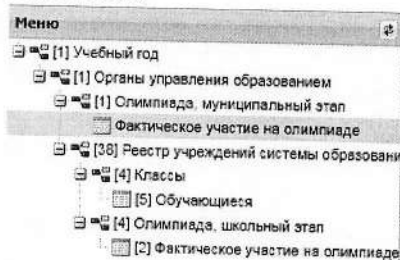 Меню
[1] Учебный год
[1] Органы управления образованием
[1] Олимпиада, муниципальный этап
Фактическое участие на олимпиаде
[38] Реестр учреждений системы образовани
[4] Классы
[5] Обучающиеся
[4] Олимпиада, школьный этап
[2] Фактическое участие на олимпиаде